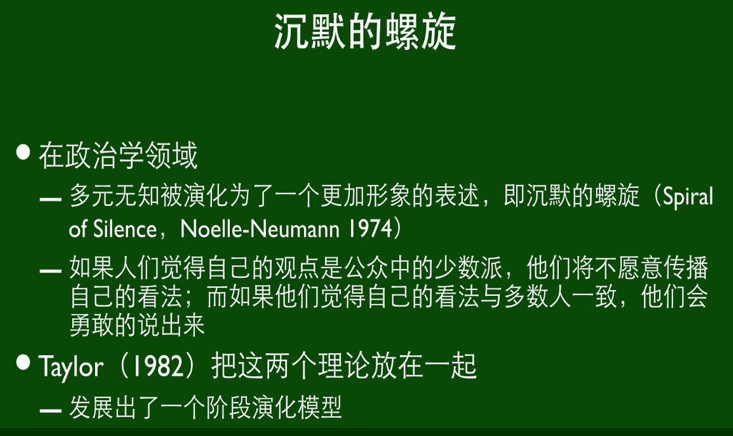 沉默的螺旋
● 在政治学领域
— 多元无知被演化为了一个更加形象的表述，即沉默的螺旋（Spiral
of Silence，Noelle-Neumann 1974）
— 如果人们觉得自己的观点是公众中的少数派，他们将不愿意传播
自己的看法；而如果他们觉得自己的看法与多数人一致，他们会
勇敢的说出来
● Taylor（1982）把这两个理论放在一起
— 发展出了一个阶段演化模型